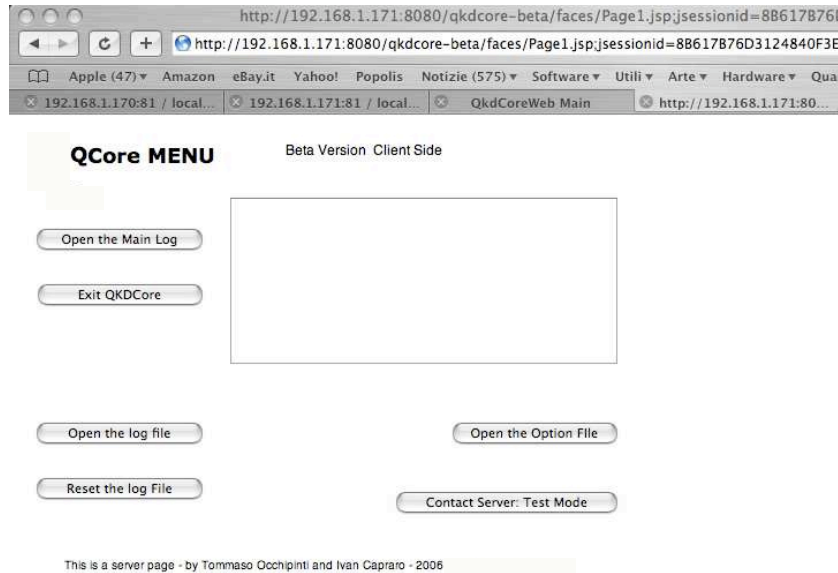 http://192.168.1.171:8080/qkdcore-beta/faces/Page1.jsp;jsessionid=8B617B76
http://192.168.1.171:8080/qkdcore-beta/faces/Page1.jsp;jsessionid=8B617B76D3124840F3E
Apple (47) Amazon eBay.it Yahoo! Popolis Notizie (575) Software Utili Arte Hardware Qua
192.168.1.170:81 / local... 192.168.1.171:81 / local... QkdCoreWeb Main http://192.168.1.171:80...
QCore MENU Beta Version Client Side
Open the Main Log
Exit QKDCore
Open the log file Open the Option FIle
Reset the log File
Contact Server: Test Mode
This is a server page - by Tommaso Occhipinti and Ivan Capraro - 2006